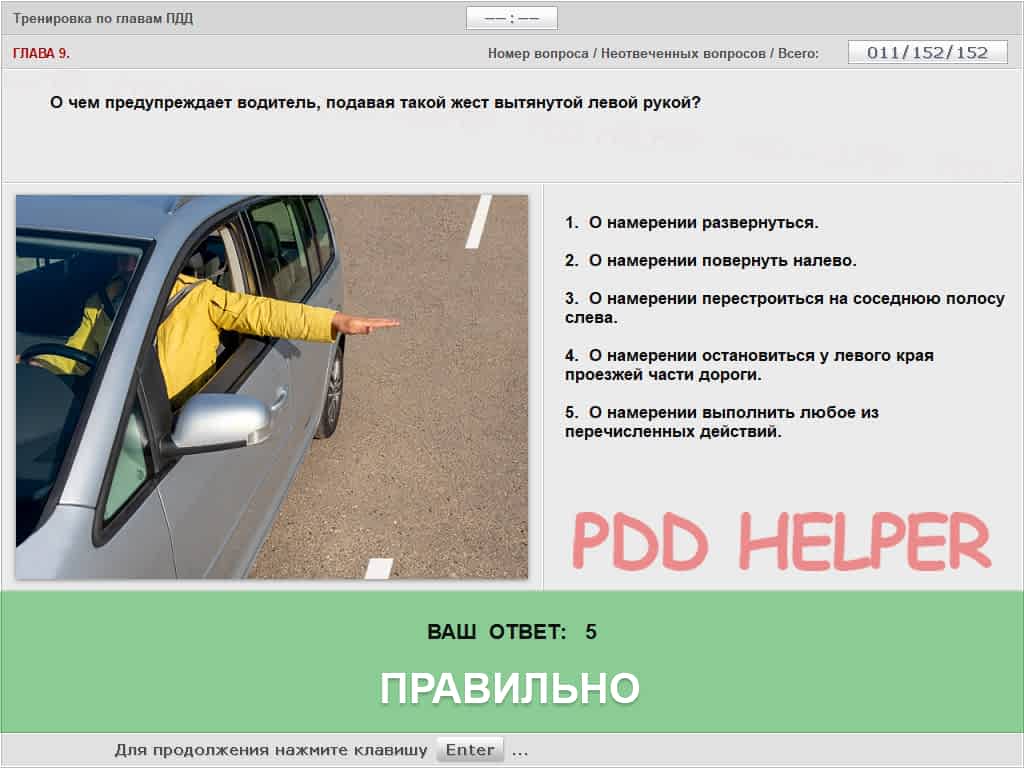 Тренировка по главам ПДД
––:––
ГЛАВА 9.
Номер вопроса / Неотвеченных вопросов / Всего:
011/152/152
О чем предупреждает водитель, подавая такой жест вытянутой левой рукой?
1. О намерении развернуться.
2. О намерении повернуть налево.
3. О намерении перестроиться на соседнюю полосу
слева.
4. О намерении остановиться у левого края
проезжей части дороги.
5. О намерении выполнить любое из
перечисленных действий.
PDD HELPER
ВАШ ОТВЕТ: 5
ПРАВИЛЬНО
Для продолжения нажмите клавишу Enter ...